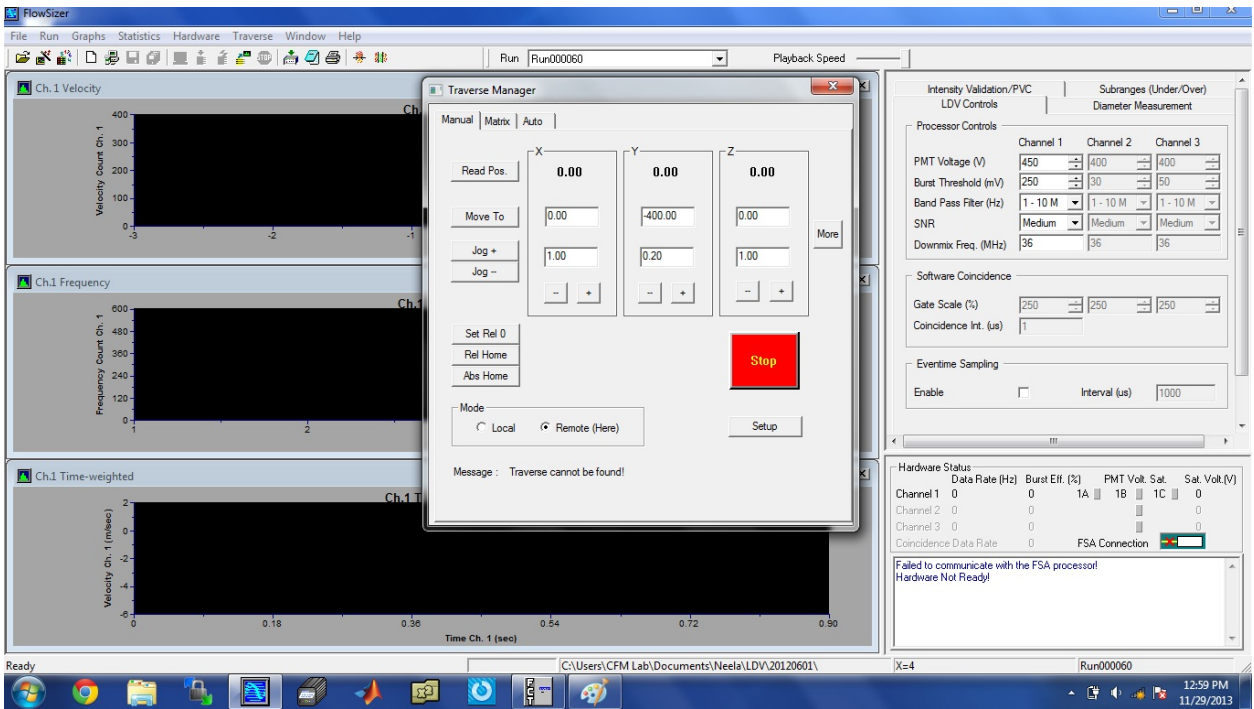 FlowSizer
File Run Graphs Statistics Hardware Traverse Window Help
Run Run000060 Playback Speed
Ch. 1 Velocity
Ch.
Velocity Count Ch. 1
400
300
200
100
0
-3 -2 -1
Ch.1 Frequency
Ch.1
Frequency Count Ch. 1
600
480
360
240
120
0
1 2
Ch.1 Time-weighted
Ch.1 T
Velocity Ch. 1 (m/sec)
2
0
-2
-4
-6
0 0.18 0.36 0.54 0.72 0.90
Time Ch. 1 (sec)
Traverse Manager
Manual Matrix Auto
X Y Z
Read Pos. 0.00 0.00 0.00
Move To 0.00 -400.00 0.00
More
Jog +
1.00 0.20 1.00
Jog --
-- + -- + -- +
Set Rel 0
Rel Home
Abs Home
Stop
Mode
Local Remote (Here)
Setup
Message : Traverse cannot be found!
Intensity Validation/PVC Subranges (Under/Over)
LDV Controls Diameter Measurement
Processor Controls
Channel 1 Channel 2 Channel 3
PMT Voltage (V) 450 400 400
Burst Threshold (mV) 250 30 50
Band Pass Filter (Hz) 1 - 10 M 1 - 10 M 1 - 10 M
SNR Medium Medium Medium
Downmix Freq. (MHz) 36 36 36
Software Coincidence
Gate Scale (%) 250 250 250
Coincidence Int. (us) 1
Eventime Sampling
Enable Interval (us) 1000
Hardware Status
Data Rate (Hz) Burst Eff. (%) PMT Volt. Sat. Sat. Volt.(V)
Channel 1 0 0 1A 1B 1C 0
Channel 2 0 0 0
Channel 3 0 0 0
Coincidence Data Rate 0 FSA Connection
Failed to communicate with the FSA processor!
Hardware Not Ready!
Ready C:\Users\CFM Lab\Documents\Neela\LDV\20120601\ X=4 Run000060
12:59 PM
11/29/2013